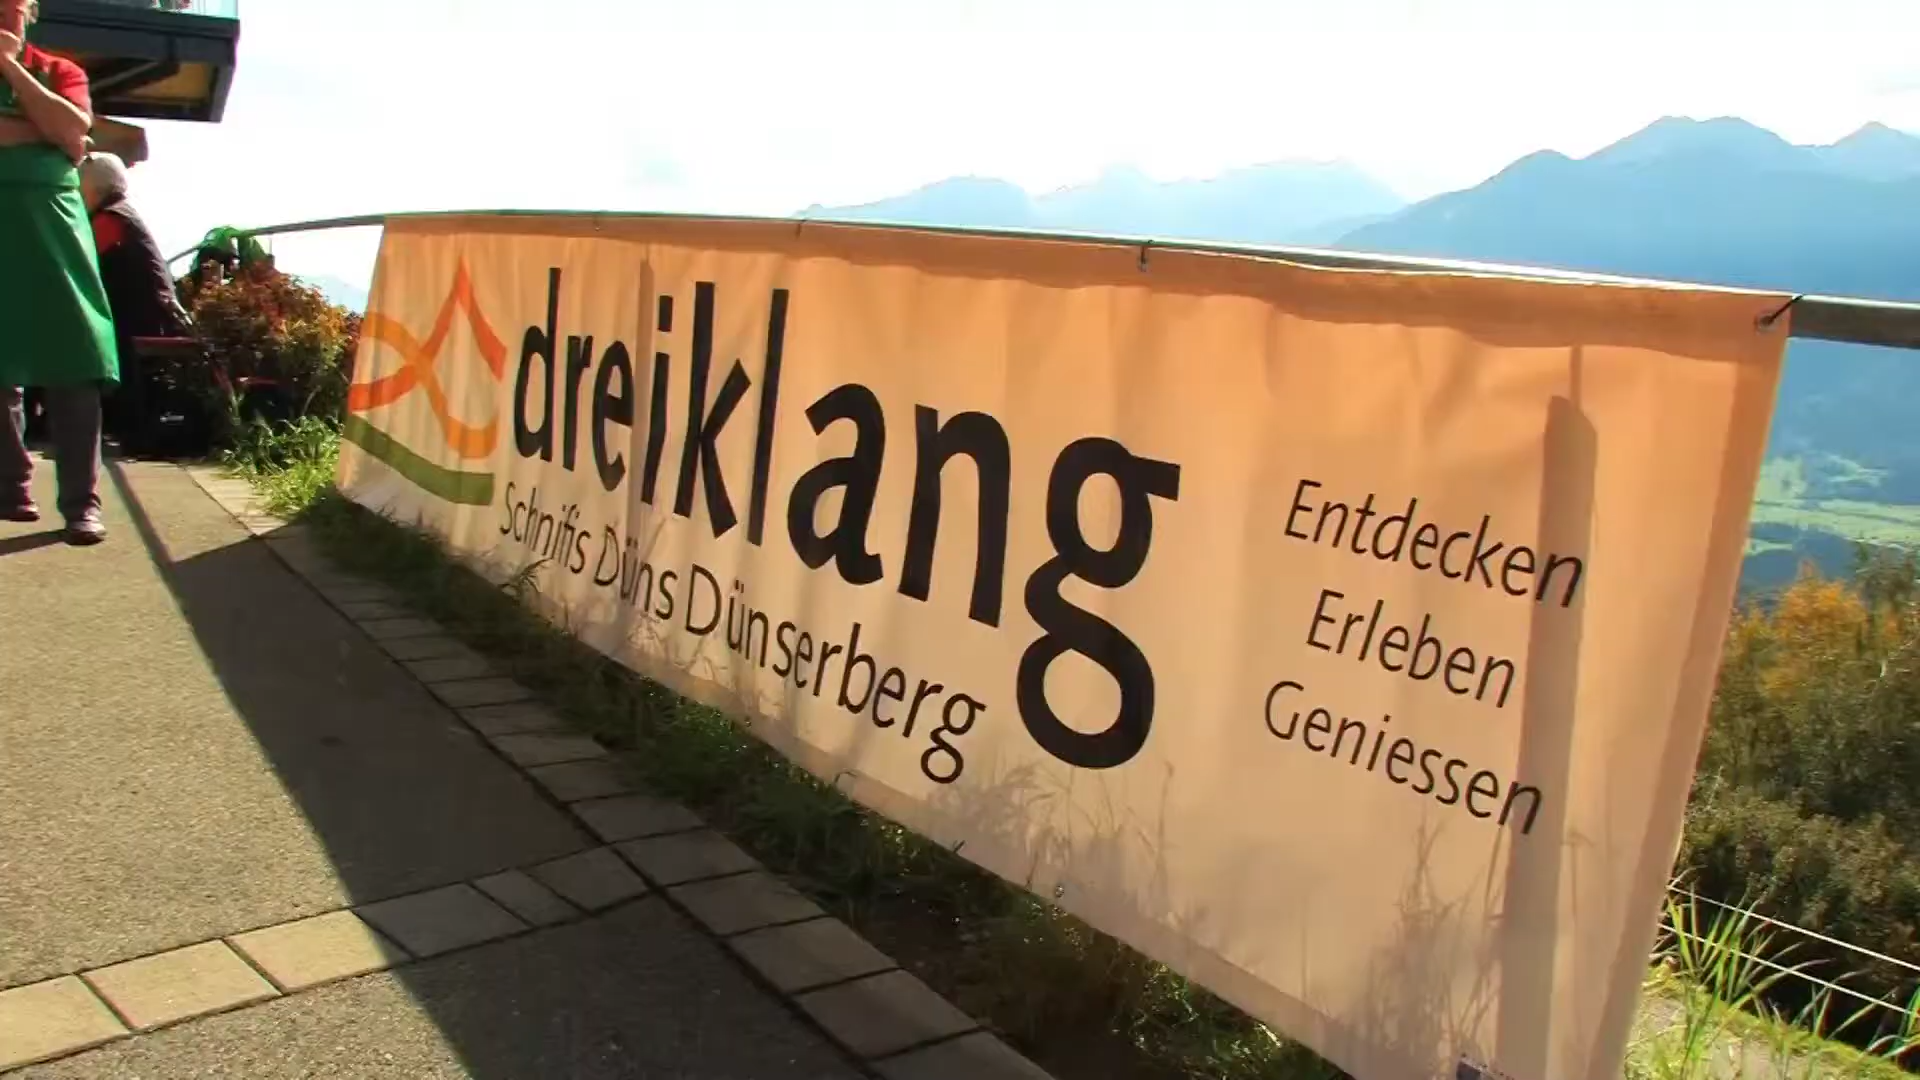 dreiklang
Schnifis Düns Dünserberg
Entdecken
Erleben
Geniessen